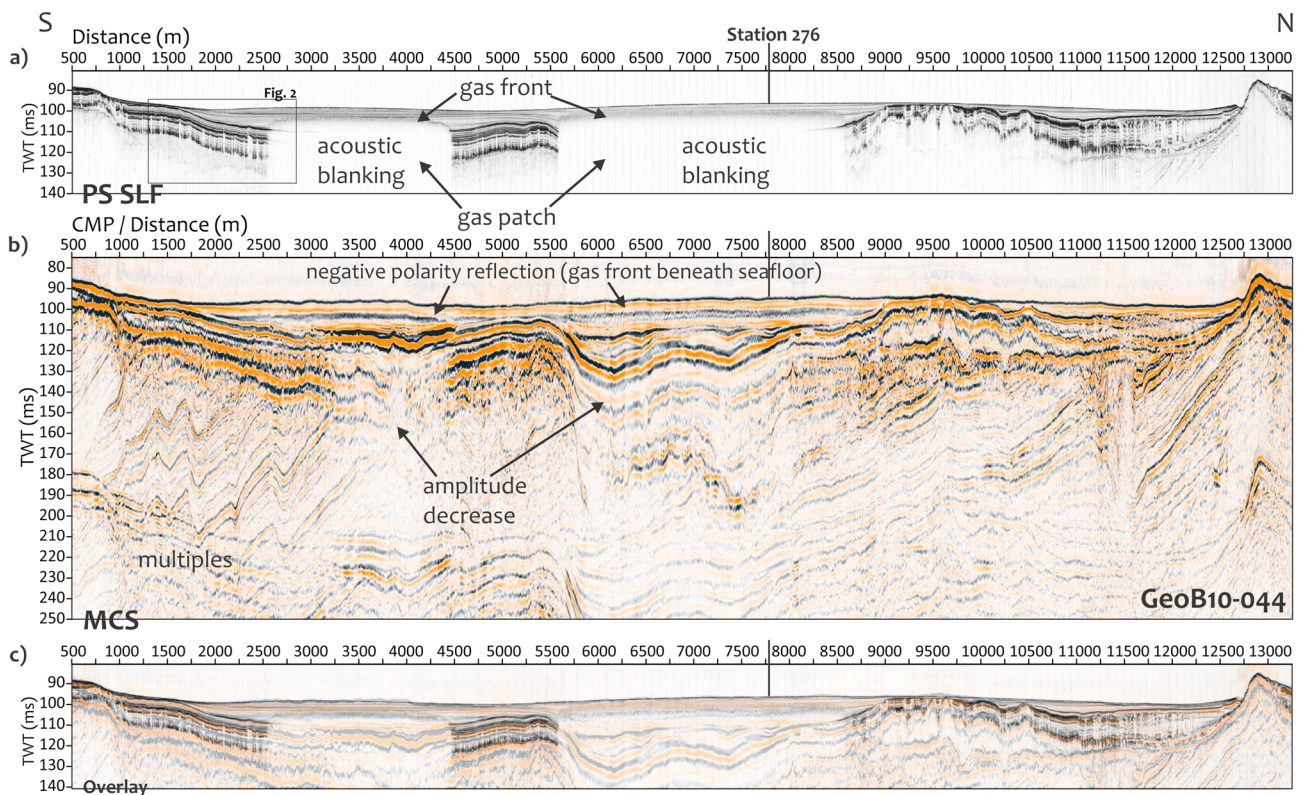 S N
Distance (m) Station 276
a) 500 1000 1500 2000 2500 3000 3500 4000 4500 5000 5500 6000 6500 7000 7500 8000 8500 9000 9500 10000 10500 11000 11500 12000 12500 13000
TWT (ms)
90
100
110
120
130
140
Fig. 2
gas front
acoustic
blanking
acoustic
blanking
gas patch
PS SLF
CMP / Distance (m)
b) 500 1000 1500 2000 2500 3000 3500 4000 4500 5000 5500 6000 6500 7000 7500 8000 8500 9000 9500 10000 10500 11000 11500 12000 12500 13000
TWT (ms)
80
90
100
110
120
130
140
150
160
170
180
190
200
210
220
230
240
250
negative polarity reflection (gas front beneath seafloor)
amplitude
decrease
multiples
GeoB10-044
MCS
c) 500 1000 1500 2000 2500 3000 3500 4000 4500 5000 5500 6000 6500 7000 7500 8000 8500 9000 9500 10000 10500 11000 11500 12000 12500 13000
TWT (ms)
90
100
110
120
130
140
Overlay